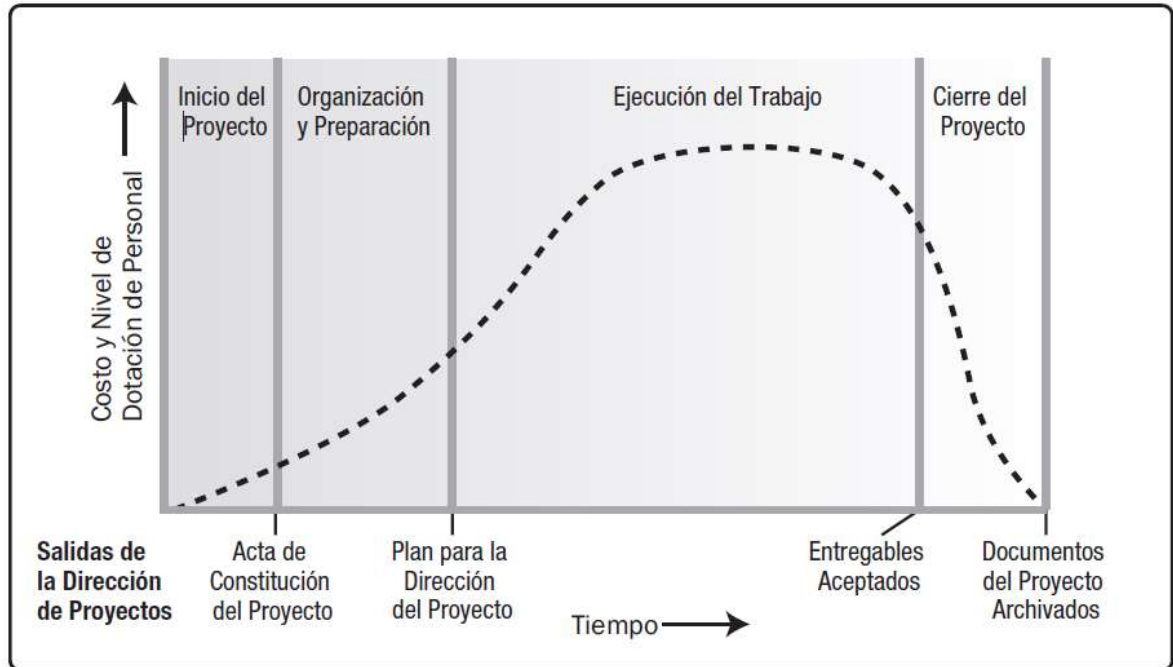 Inicio del
Proyecto
Organización
y Preparación
Ejecución del Trabajo
Cierre del
Proyecto
Costo y Nivel de
Dotación de Personal
Salidas de
la Dirección
de Proyectos
Acta de
Constitución
del Proyecto
Plan para la
Dirección
del Proyecto
Tiempo
Entregables
Aceptados
Documentos
del Proyecto
Archivados